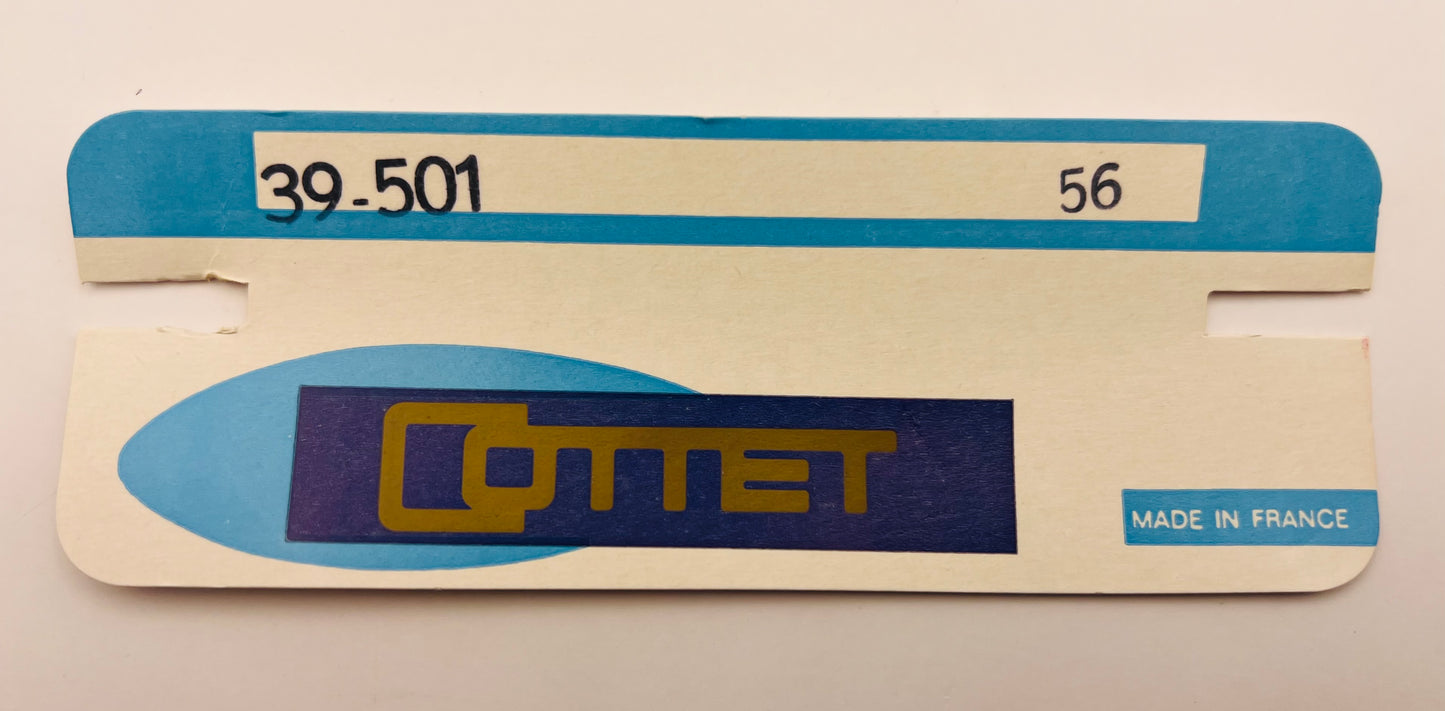 39-501 56
COTTET
MADE IN FRANCE